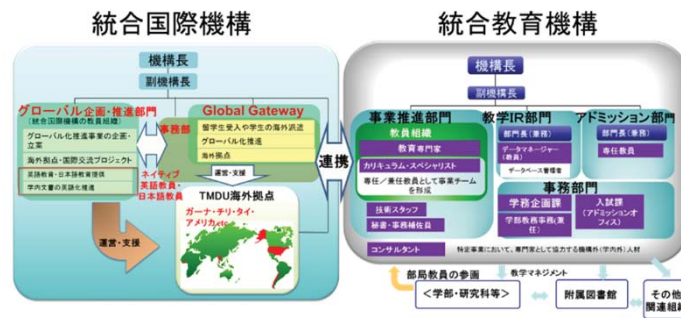 統合国際機構
機構長
副機構長
グローバル企画・推進部門
(統合国際機構の教員組織)
グローバル化推進事業の企画・
立案
海外拠点・国際交流プロジェクト
英語教育・日本語教育提供
学内文書の英語化推進
事務部
ネイティブ
英語教員・
日本語教員
Global Gateway
留学生受入や学生の海外派遣
グローバル化推進
海外拠点
運営・支援
TMDU海外拠点
ガーナ・チリ・タイ・
アメリカetc
運営・支援
連携
統合教育機構
機構長
副機構長
事業推進部門
教員組織
教育専門家
カリキュラム・スペシャリスト
専任/兼任教員として事業チーム
を形成
技術スタッフ
秘書・事務補佐員
コンサルタント
特定事業において、専門家として協力する機構外(学内外)人材
教学IR部門
部門長(兼務)
データマネージャー
(教員)
データベース管理者
アドミッション部門
部門長(兼務)
専任教員
事務部門
学務企画課
学部教務事務(兼
任)
入試課
(アドミッションオ
フィス)
部局教員の参画
教学マネジメント
<学部・研究科等>
附属図書館
その他
関連組織